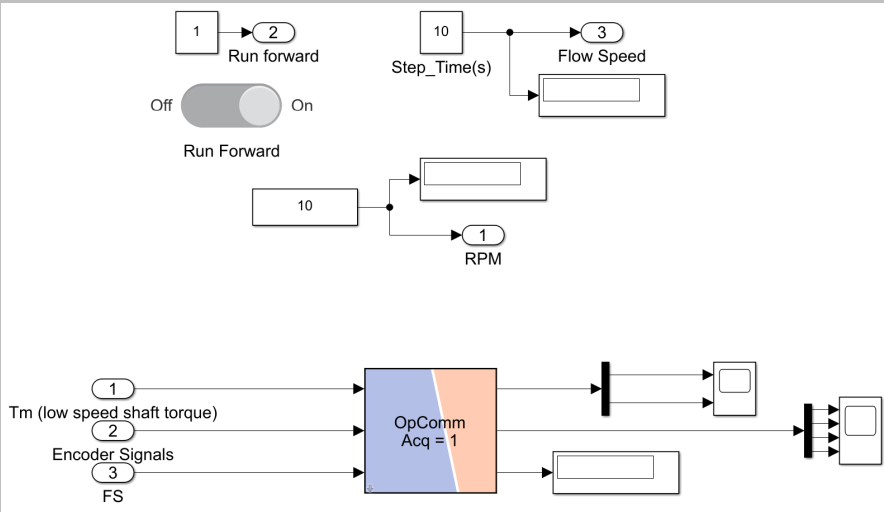 1
2
Run forward
10
3
Step_Time(s)
Flow Speed
Off
On
Run Forward
10
1
RPM
1
Tm (low speed shaft torque)
2
Encoder Signals
3
FS
OpComm
Acq = 1